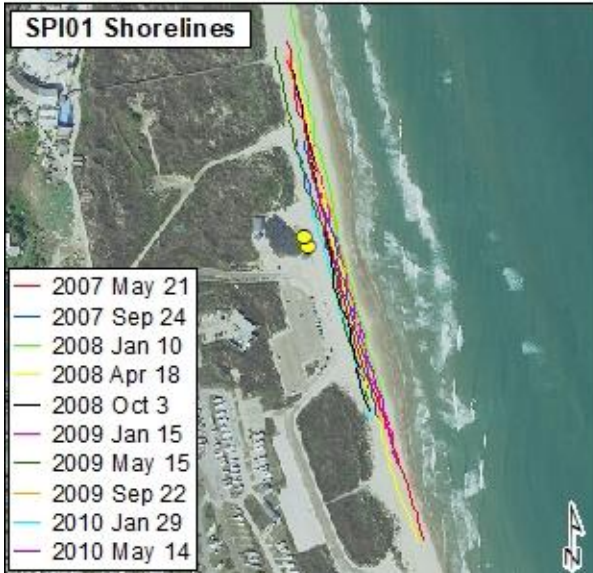 SPI01 Shorelines
2007 May 21
2007 Sep 24
2008 Jan 10
2008 Apr 18
2008 Oct 3
2009 Jan 15
2009 May 15
2009 Sep 22
2010 Jan 29
2010 May 14
N